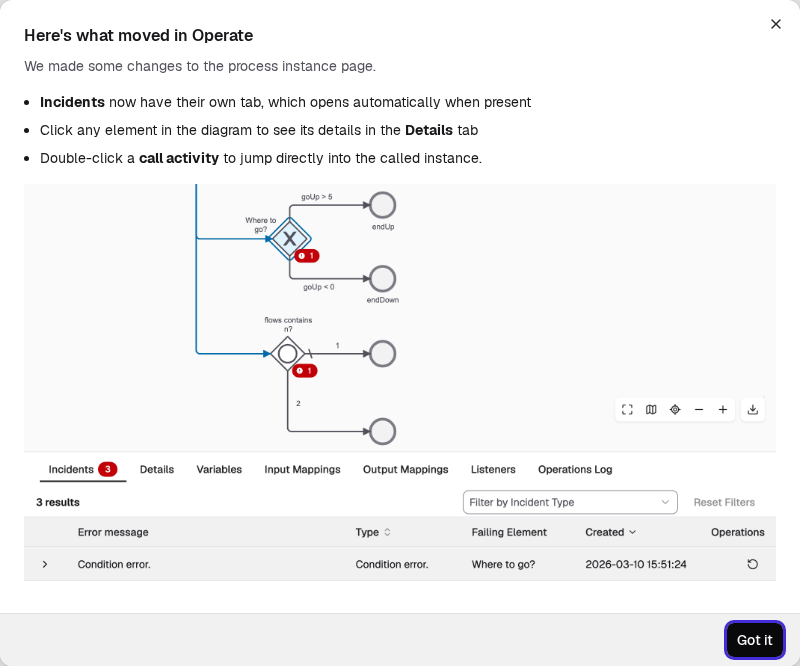 Here's what moved in Operate
We made some changes to the process instance page.
Incidents now have their own tab, which opens automatically when present
Click any element in the diagram to see its details in the Details tab
Double-click a call activity to jump directly into the called instance.
goUp > 5
Where to
go?
endUp
1
goUp < 0
endDown
flows contains
n?
1
1
2
Incidents 3 Details Variables Input Mappings Output Mappings Listeners Operations Log
3 results Filter by Incident Type Reset Filters
Error message Type Failing Element Created Operations
Condition error. Condition error. Where to go? 2026-03-10 15:51:24
Got it